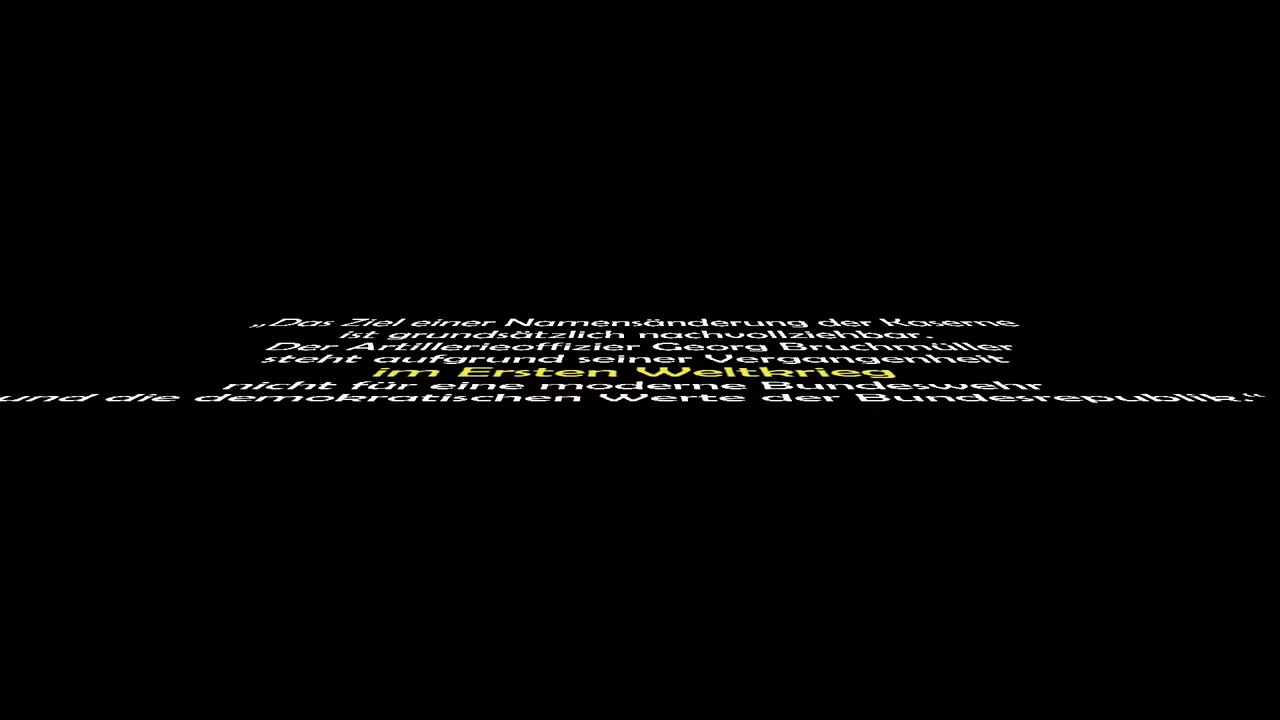 „Das Ziel einer Namensänderung der Kaserne
ist grundsätzlich nachvollziehbar.
Der Artillerieoffizier Georg Bruchmüller
steht aufgrund seiner Vergangenheit
im Ersten Weltkrieg
nicht für eine moderne Bundeswehr
und die demokratischen Werte der Bundesrepublik.“